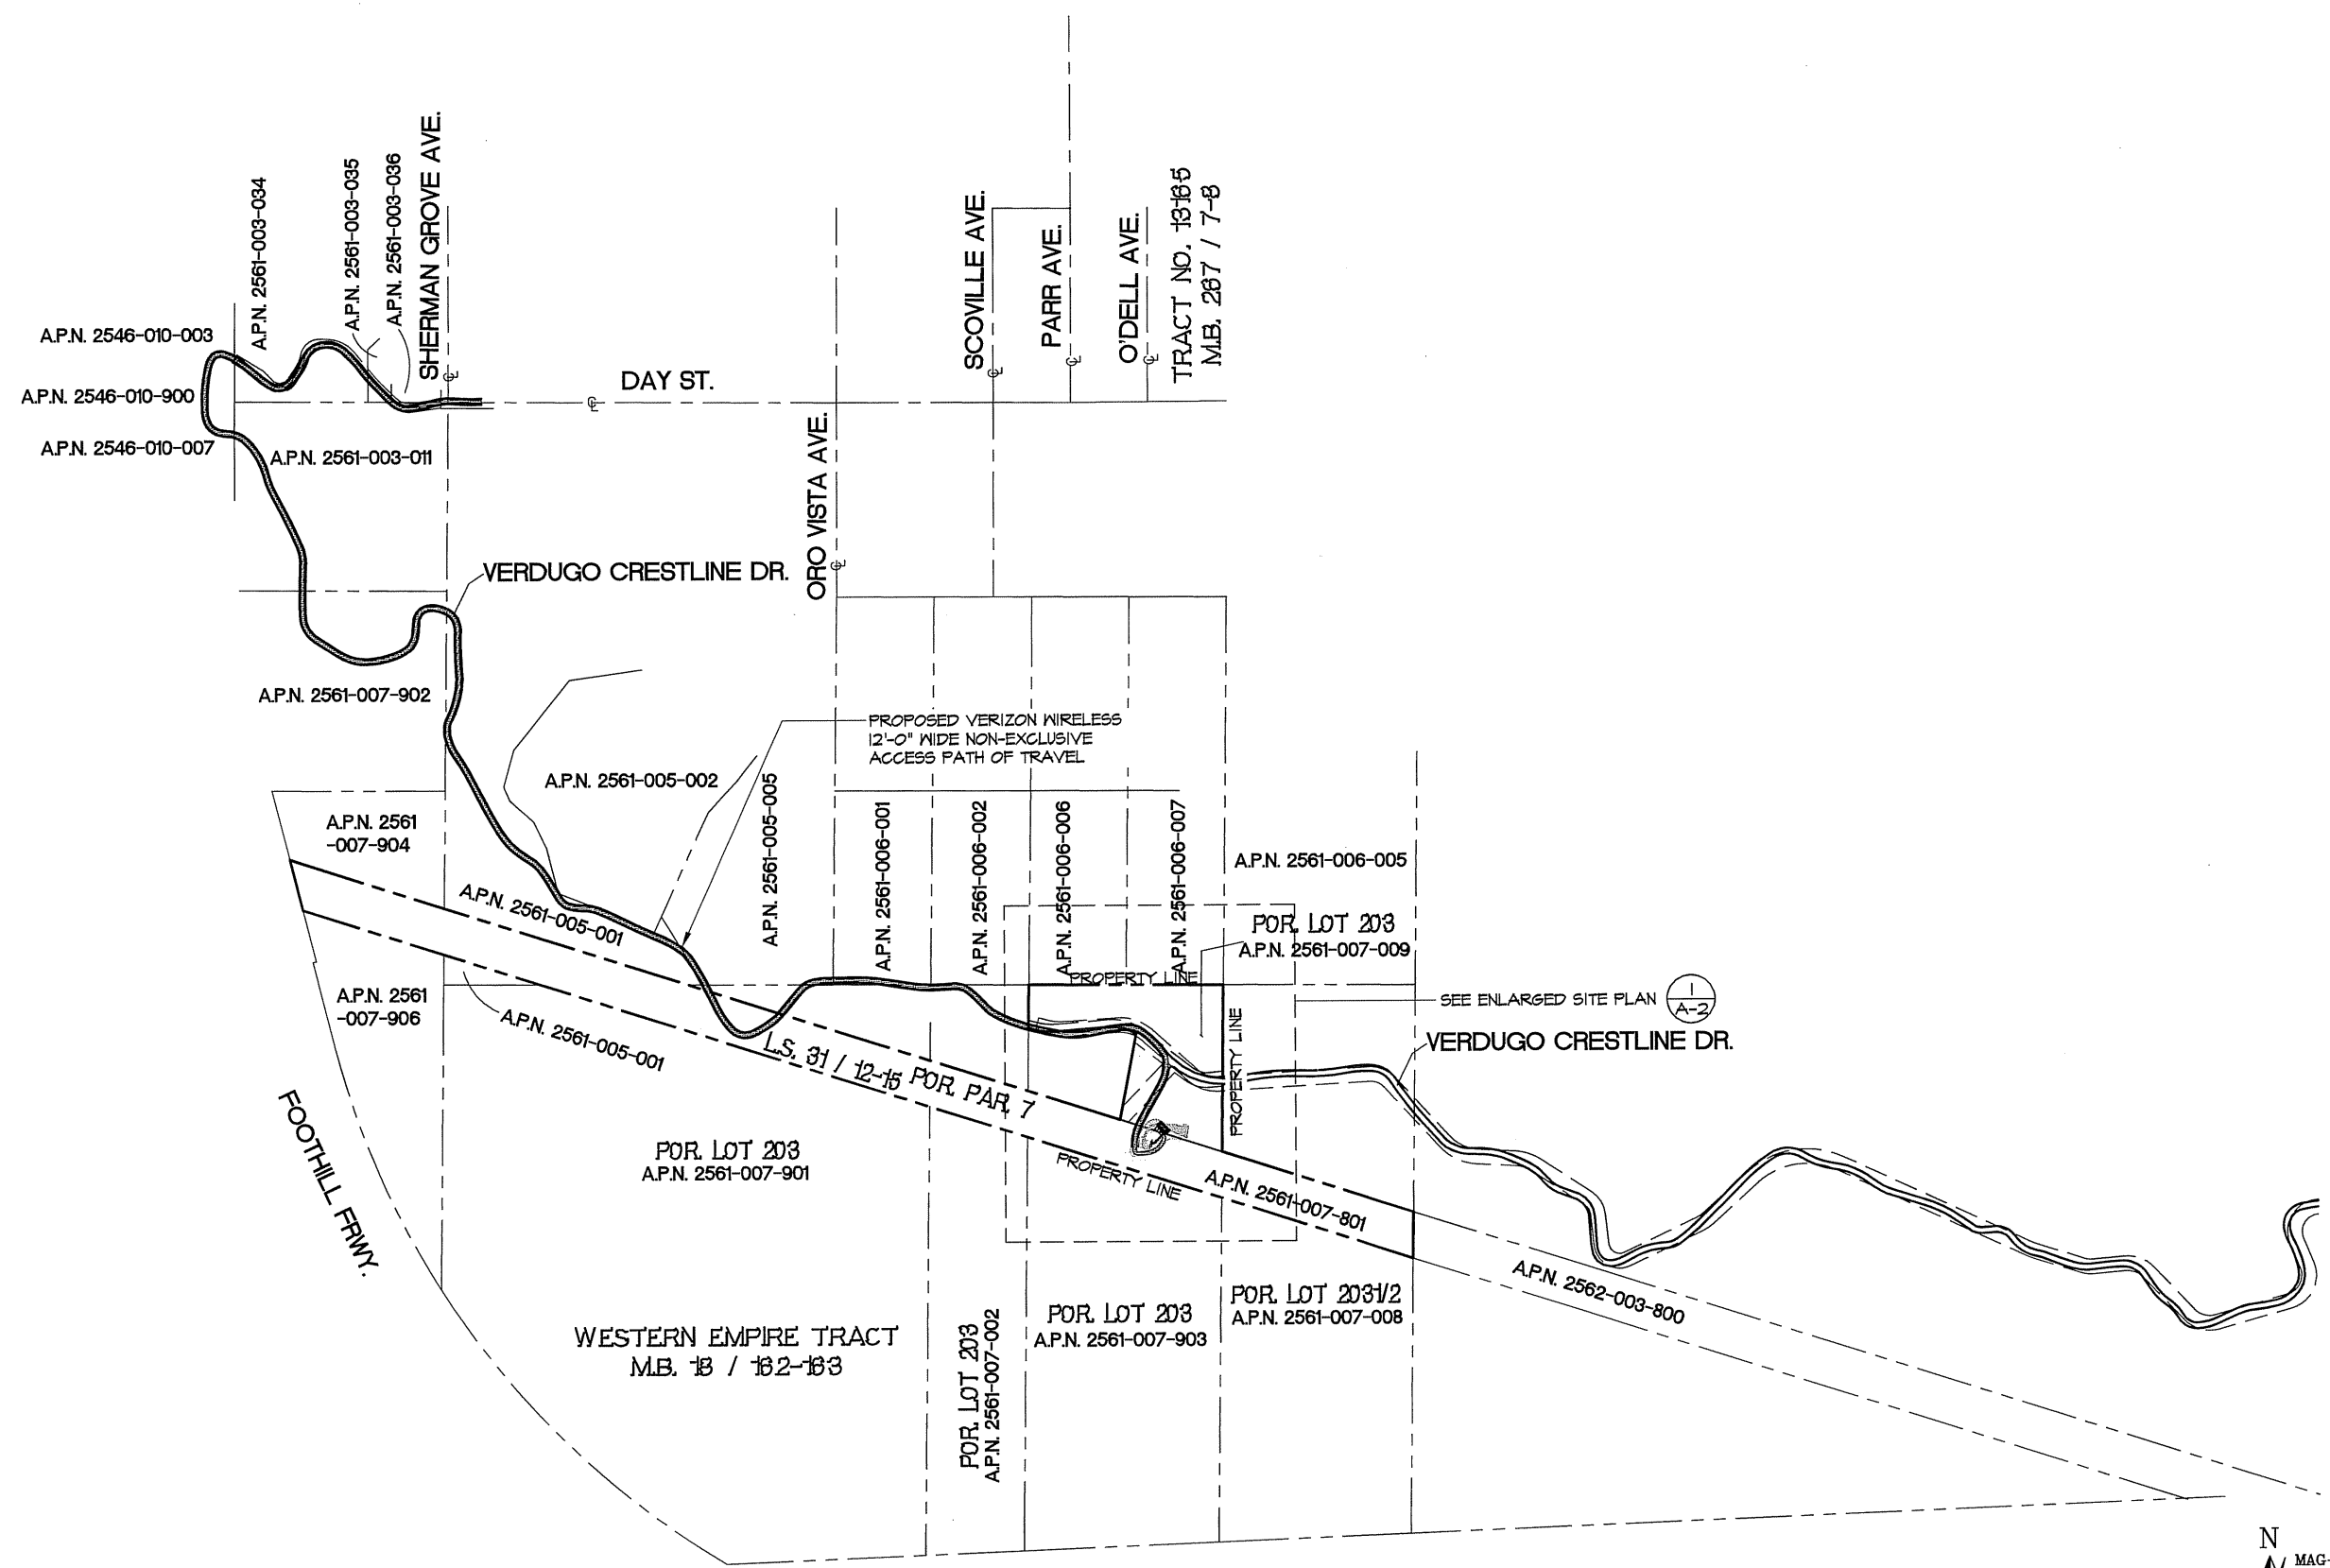 A.P.N. 2561-003-034
A.P.N. 2561-003-035
A.P.N. 2561-003-036
SHERMAN GROVE AVE.
SCOVILLE AVE.
PARR AVE.
O'DELL AVE.
TRACT NO. 13165
M.B. 267 / 7-8
A.P.N. 2546-010-003
A.P.N. 2546-010-900
A.P.N. 2546-010-007
A.P.N. 2561-003-011
DAY ST.
ORO VISTA AVE.
VERDUGO CRESTLINE DR.
A.P.N. 2561-007-902
PROPOSED VERIZON WIRELESS
12'-0" WIDE NON-EXCLUSIVE
ACCESS PATH OF TRAVEL
A.P.N. 2561-005-002
A.P.N. 2561-005-005
A.P.N. 2561-006-001
A.P.N. 2561-006-002
A.P.N. 2561-006-006
A.P.N. 2561-006-007
A.P.N. 2561-006-005
A.P.N. 2561
-007-904
A.P.N. 2561-005-001
POR. LOT 203
A.P.N. 2561-007-009
PROPERTY LINE
SEE ENLARGED SITE PLAN
1
A-2
A.P.N. 2561
-007-906
A.P.N. 2561-005-001
L.S. 31 / 12-15
POR. PAR. 7
PROPERTY LINE
VERDUGO CRESTLINE DR.
FOOTHILL FRWY.
POR. LOT 203
A.P.N. 2561-007-901
PROPERTY LINE
A.P.N. 2561-007-801
A.P.N. 2562-003-800
WESTERN EMPIRE TRACT
M.B. 18 / 162-163
POR. LOT 203
A.P.N. 2561-007-002
POR. LOT 203
A.P.N. 2561-007-903
POR. LOT 203 1/2
A.P.N. 2561-007-008
N
MAG-